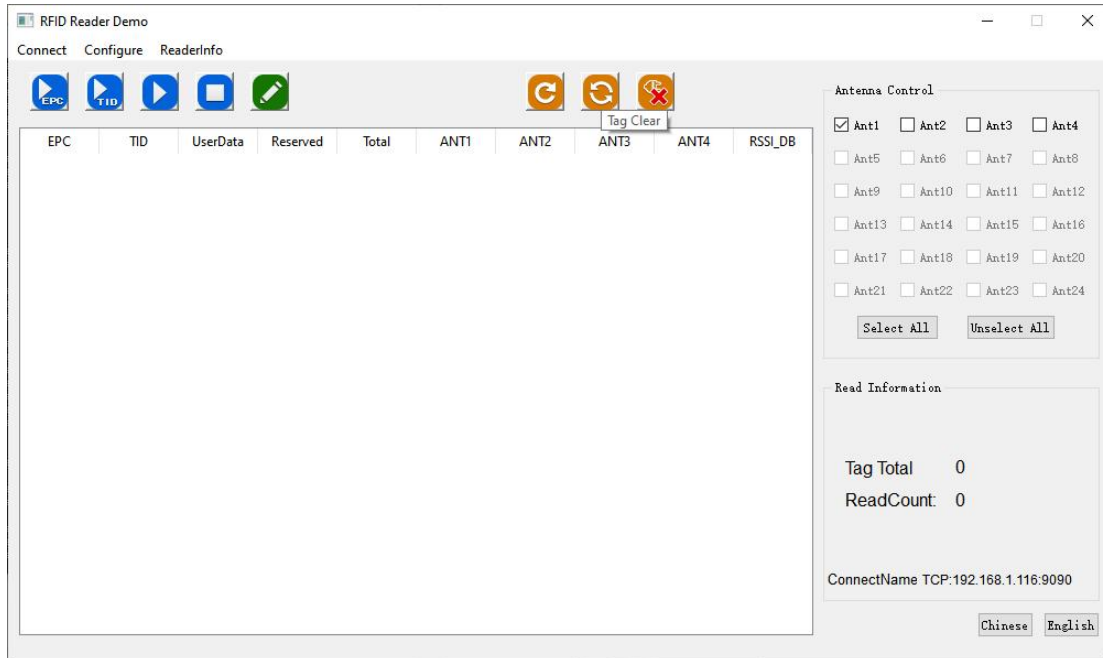 RFID Reader Demo
Connect Configure ReaderInfo
EPC TID
Tag Clear
EPC TID UserData Reserved Total ANT1 ANT2 ANT3 ANT4 RSSI_DB
Antenna Control
Ant1 Ant2 Ant3 Ant4
Ant5 Ant6 Ant7 Ant8
Ant9 Ant10 Ant11 Ant12
Ant13 Ant14 Ant15 Ant16
Ant17 Ant18 Ant19 Ant20
Ant21 Ant22 Ant23 Ant24
Select All Unselect All
Read Information
Tag Total 0
ReadCount: 0
ConnectName TCP:192.168.1.116:9090
Chinese English